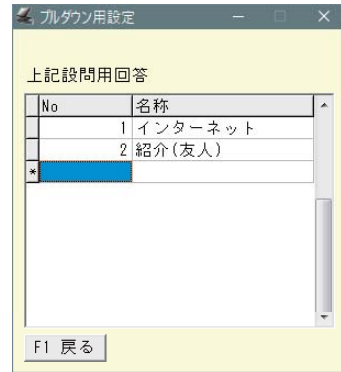 プルダウン用設定
上記設問用回答
No 名称
1 インターネット
2 紹介(友人)
*
F1 戻る